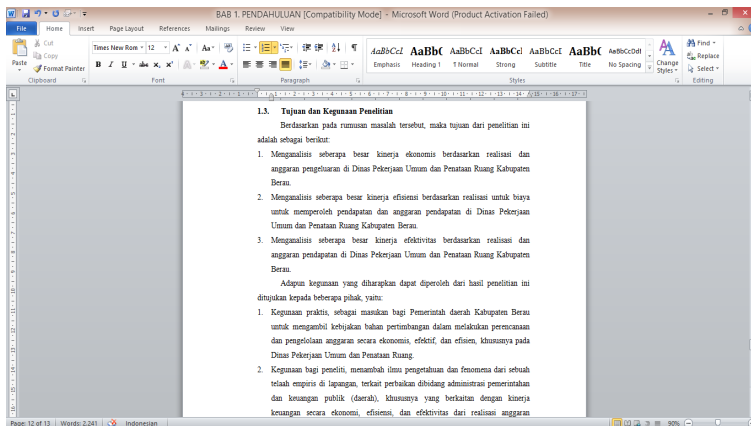 BAB 1. PENDAHULUAN [Compatibility Mode] - Microsoft Word (Product Activation Failed)
File Home Insert Page Layout References Mailings Review View
Cut
Copy
Format Painter
Paste
Clipboard
Times New Rom 12
Font
Paragraph
AaBbCcI AaBbC AaBbCcI AaBbCc AaBbCcI AaBbC AaBbCcDdI
Emphasis Heading 1 ¶ Normal Strong Subtitle Title No Spacing
Change Styles
Styles
Find
Replace
Select
Editing
1.3. Tujuan dan Kegunaan Penelitian
Berdasarkan pada rumusan masalah tersebut, maka tujuan dari penelitian ini
adalah sebagai berikut:
1. Menganalisis seberapa besar kinerja ekonomis berdasarkan realisasi dan
anggaran pengeluaran di Dinas Pekerjaan Umum dan Penataan Ruang Kabupaten
Berau.
2. Menganalisis seberapa besar kinerja efisiensi berdasarkan realisasi untuk biaya
untuk memperoleh pendapatan dan anggaran pendapatan di Dinas Pekerjaan
Umum dan Penataan Ruang Kabupaten Berau.
3. Menganalisis seberapa besar kinerja efektivitas berdasarkan realisasi dan
anggaran pendapatan di Dinas Pekerjaan Umum dan Penataan Ruang Kabupaten
Berau.
Adapun kegunaan yang diharapkan dapat diperoleh dari hasil penelitian ini
ditujukan kepada beberapa pihak, yaitu:
1. Kegunaan praktis, sebagai masukan bagi Pemerintah daerah Kabupaten Berau
untuk mengambil kebijakan bahan pertimbangan dalam melakukan perencanaan
dan pengelolaan anggaran secara ekonomis, efektif, dan efisien, khususnya pada
Dinas Pekerjaan Umum dan Penataan Ruang.
2. Kegunaan bagi peneliti, menambah ilmu pengetahuan dan fenomena dari sebuah
telaah empiris di lapangan, terkait perbaikan dibidang administrasi pemerintahan
dan keuangan publik (daerah), khususnya yang berkaitan dengan kinerja
keuangan secara ekonomi, efisiensi, dan efektivitas dari realisasi anggaran
Page: 12 of 13 Words: 2.241 Indonesian 90%